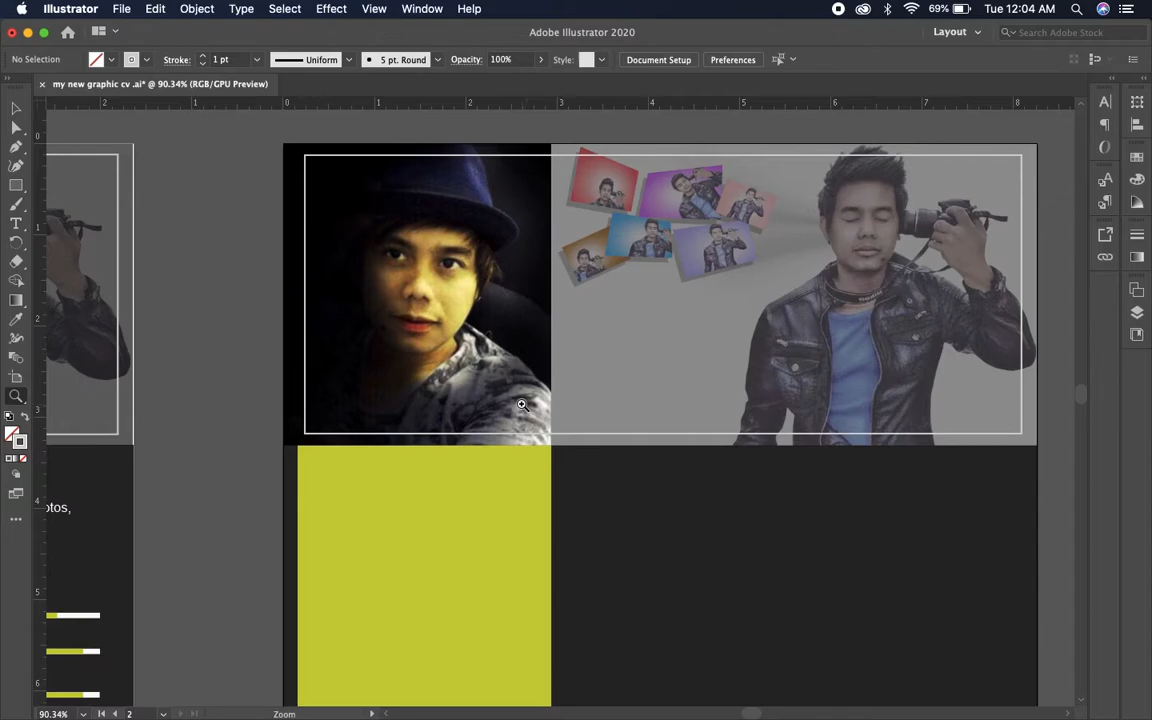 Illustrator File Edit Object Type Select Effect View Window Help 69% Tue 12:04 AM
Adobe Illustrator 2020 Layout Search Adobe Stock
No Selection Stroke: 1 pt Uniform 5 pt. Round Opacity: 100% Style: Document Setup Preferences
× my new graphic cv .ai* @ 90.34% (RGB/GPU Preview)
2 1 0 1 2 3 4 5 6 7 8
0
1
2
3
4
otos,
5
6
90.34% 2 Zoom